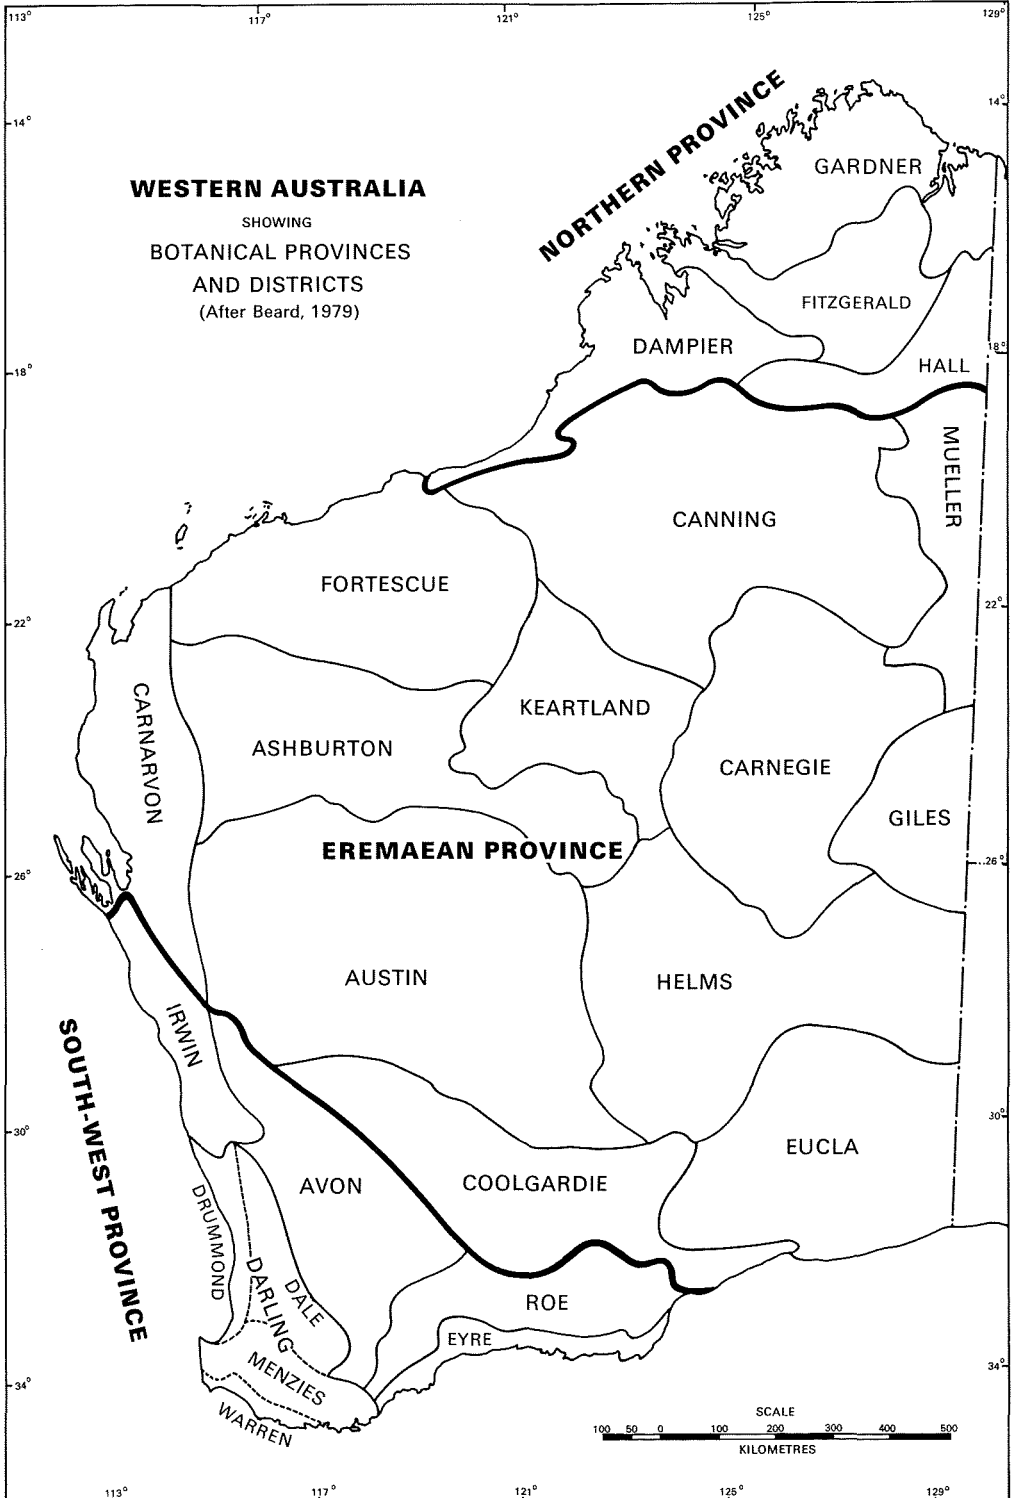 113°
117°
121°
125°
129°
14°
14°
NORTHERN PROVINCE
GARDNER
WESTERN AUSTRALIA
SHOWING
BOTANICAL PROVINCES
AND DISTRICTS
(After Beard, 1979)
FITZGERALD
DAMPIER
18°
HALL
18°
MUELLER
CANNING
FORTESCUE
22°
22°
CARNARVON
KEARTLAND
ASHBURTON
CARNEGIE
GILES
EREMAEAN PROVINCE
26°
26°
AUSTIN
HELMS
IRWIN
SOUTH-WEST PROVINCE
30°
30°
EUCLA
AVON
COOLGARDIE
DRUMMOND
DARLING
DALE
ROE
EYRE
MENZIES
34°
34°
WARREN
SCALE
100 50 0 100 200 300 400 500
KILOMETRES
113°
117°
121°
125°
129°